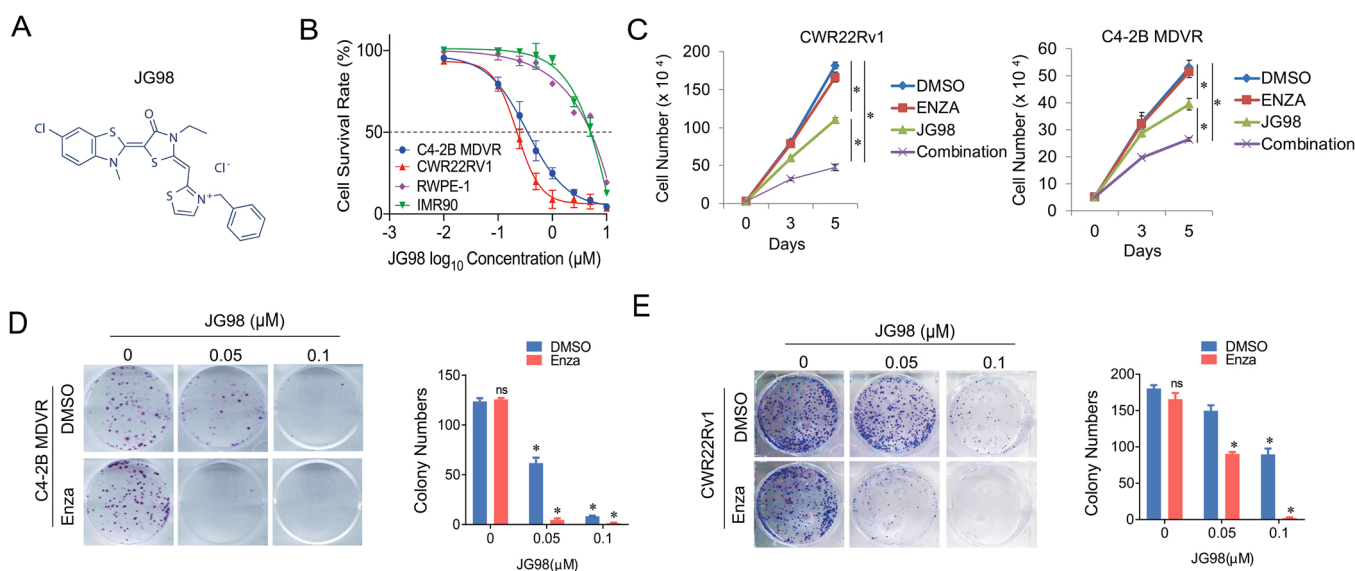 A
JG98
Cl
S
O
N
S
N
S
N+
Cl-
B
Cell Survival Rate (%)
100
50
0
C4-2B MDVR
CWR22RV1
RWPE-1
IMR90
-3
-2
-1
0
1
JG98 log10 Concentration (µM)
C
CWR22Rv1
Cell Number (x 10 4)
200
150
100
50
0
0
3
5
Days
*
*
*
DMSO
ENZA
JG98
Combination
C4-2B MDVR
Cell Number (x 10 4)
60
50
40
30
20
10
0
0
3
5
Days
*
*
*
DMSO
ENZA
JG98
Combination
D
JG98 (µM)
0
0.05
0.1
C4-2B MDVR
DMSO
Enza
DMSO
Enza
Colony Numbers
150
100
50
0
ns
*
*
*
*
0
0.05
0.1
JG98(µM)
E
JG98 (µM)
0
0.05
0.1
CWR22Rv1
DMSO
Enza
DMSO
Enza
Colony Numbers
200
150
100
50
0
ns
*
*
*
0
0.05
0.1
JG98(µM)